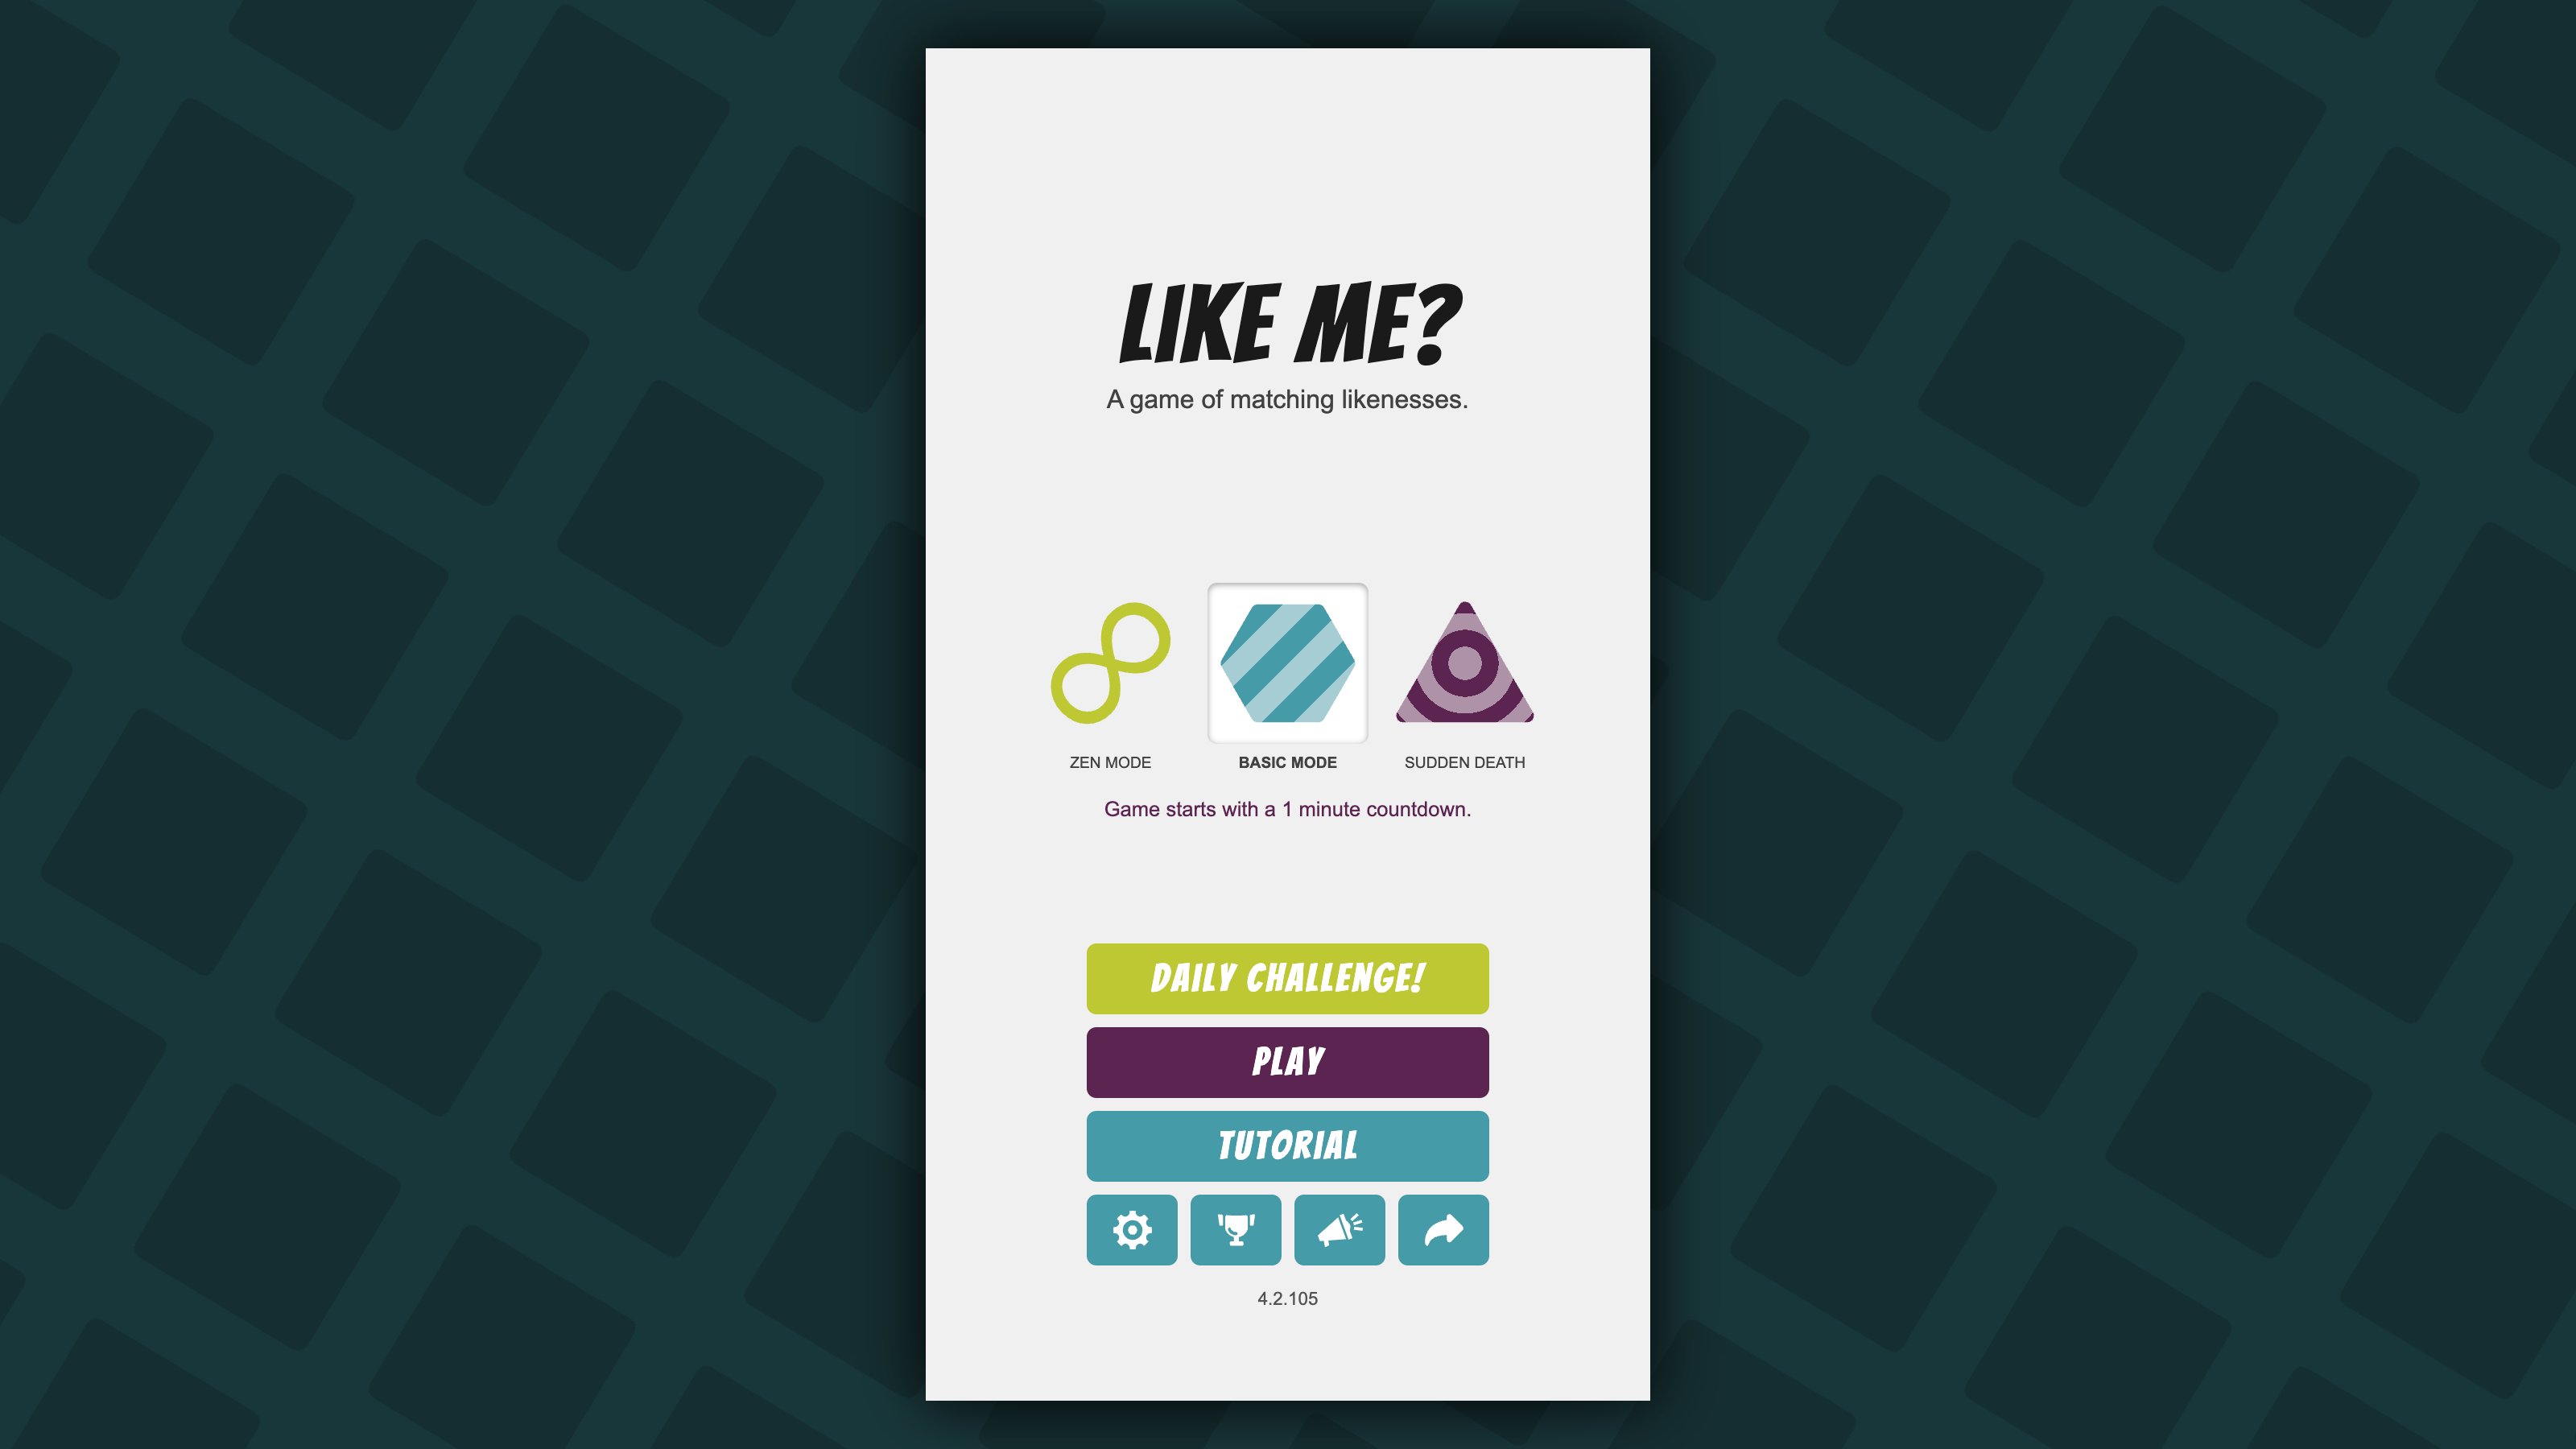 LIKE ME?
A game of matching likenesses.
ZEN MODE
BASIC MODE
SUDDEN DEATH
Game starts with a 1 minute countdown.
DAILY CHALLENGE!
PLAY
TUTORIAL
4.2.105